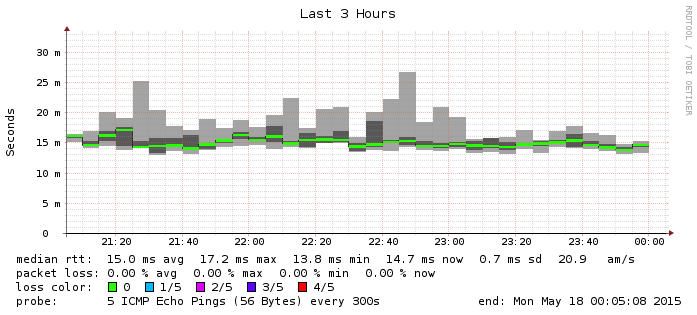 Last 3 Hours
RRDTOOL / TOBI OETIKER
Seconds
30 m
25 m
20 m
15 m
10 m
5 m
0
21:20 21:40 22:00 22:20 22:40 23:00 23:20 23:40 00:00
median rtt: 15.0 ms avg 17.2 ms max 13.8 ms min 14.7 ms now 0.7 ms sd 20.9 am/s
packet loss: 0.00 % avg 0.00 % max 0.00 % min 0.00 % now
loss color: 0 1/5 2/5 3/5 4/5
probe: 5 ICMP Echo Pings (56 Bytes) every 300s end: Mon May 18 00:05:08 2015